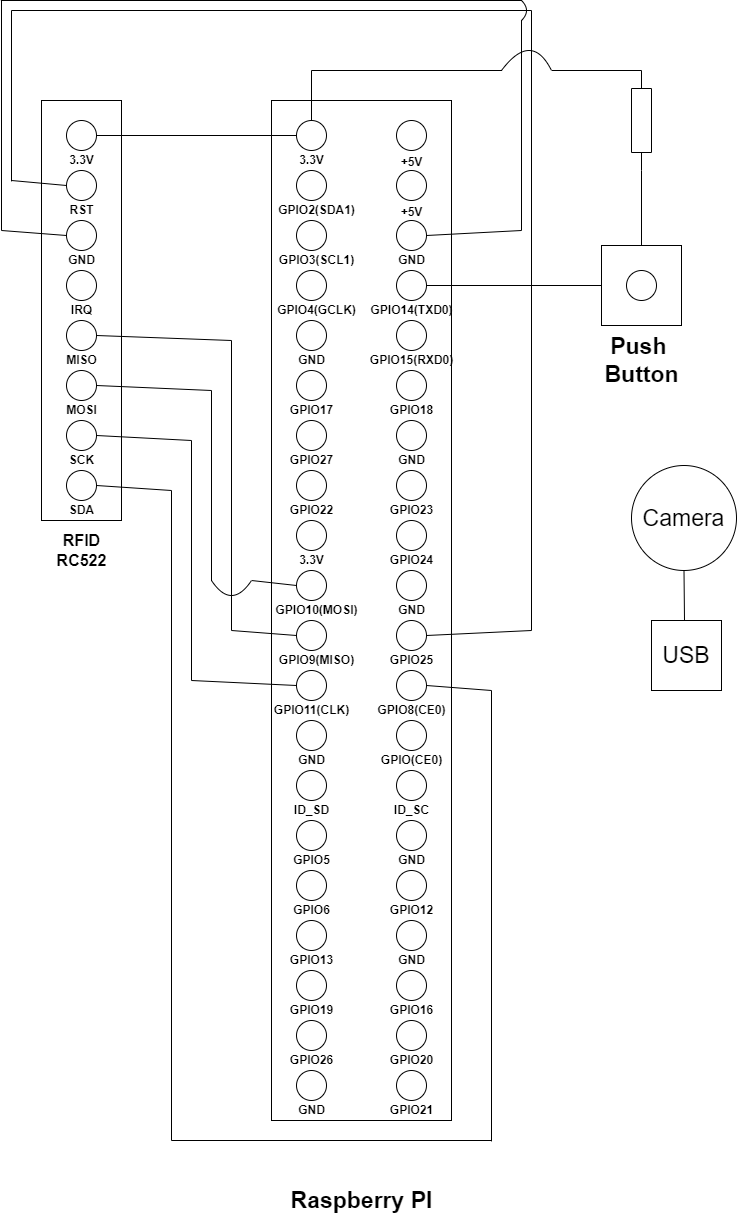 3.3V
RST
GND
IRQ
MISO
MOSI
SCK
SDA
RFID
RC522
3.3V
+5V
GPIO2(SDA1)
+5V
GPIO3(SCL1)
GND
GPIO4(GCLK)
GPIO14(TXD0)
GND
GPIO15(RXD0)
GPIO17
GPIO18
GPIO27
GND
GPIO22
GPIO23
3.3V
GPIO24
GPIO10(MOSI)
GND
GPIO9(MISO)
GPIO25
GPIO11(CLK)
GPIO8(CE0)
GND
GPIO(CE0)
ID_SD
ID_SC
GPIO5
GND
GPIO6
GPIO12
GPIO13
GND
GPIO19
GPIO16
GPIO26
GPIO20
GND
GPIO21
Push
Button
Camera
USB
Raspberry PI